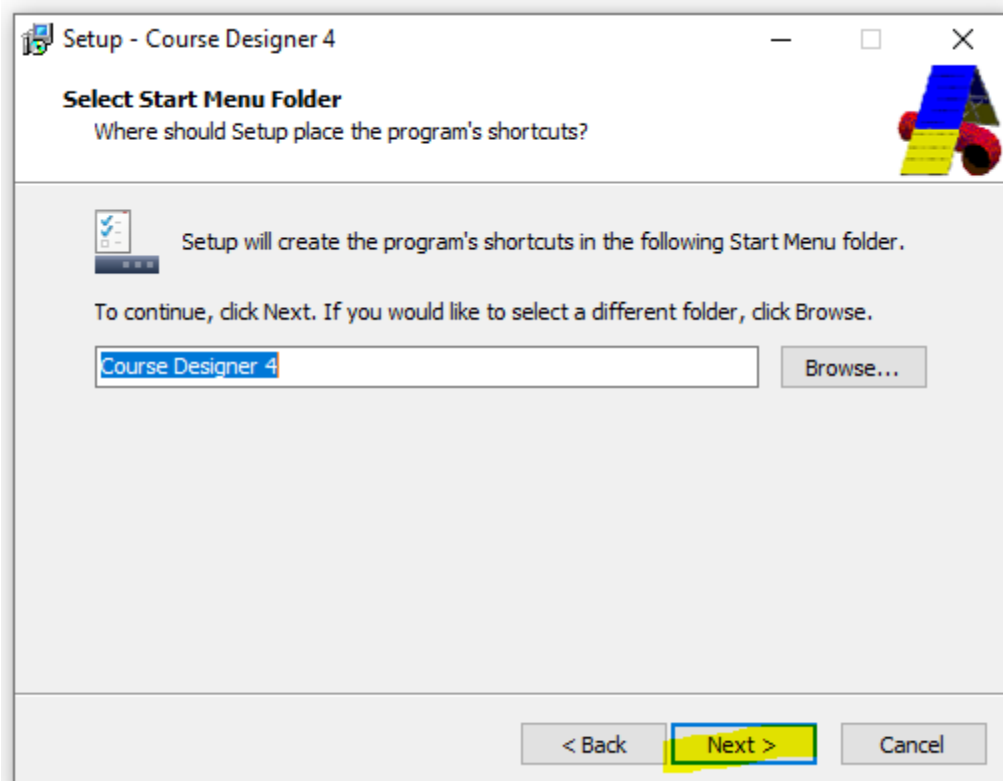 Setup - Course Designer 4
Select Start Menu Folder
Where should Setup place the program's shortcuts?
Setup will create the program's shortcuts in the following Start Menu folder.
To continue, click Next. If you would like to select a different folder, click Browse.
Course Designer 4
Browse...
< Back
Next >
Cancel